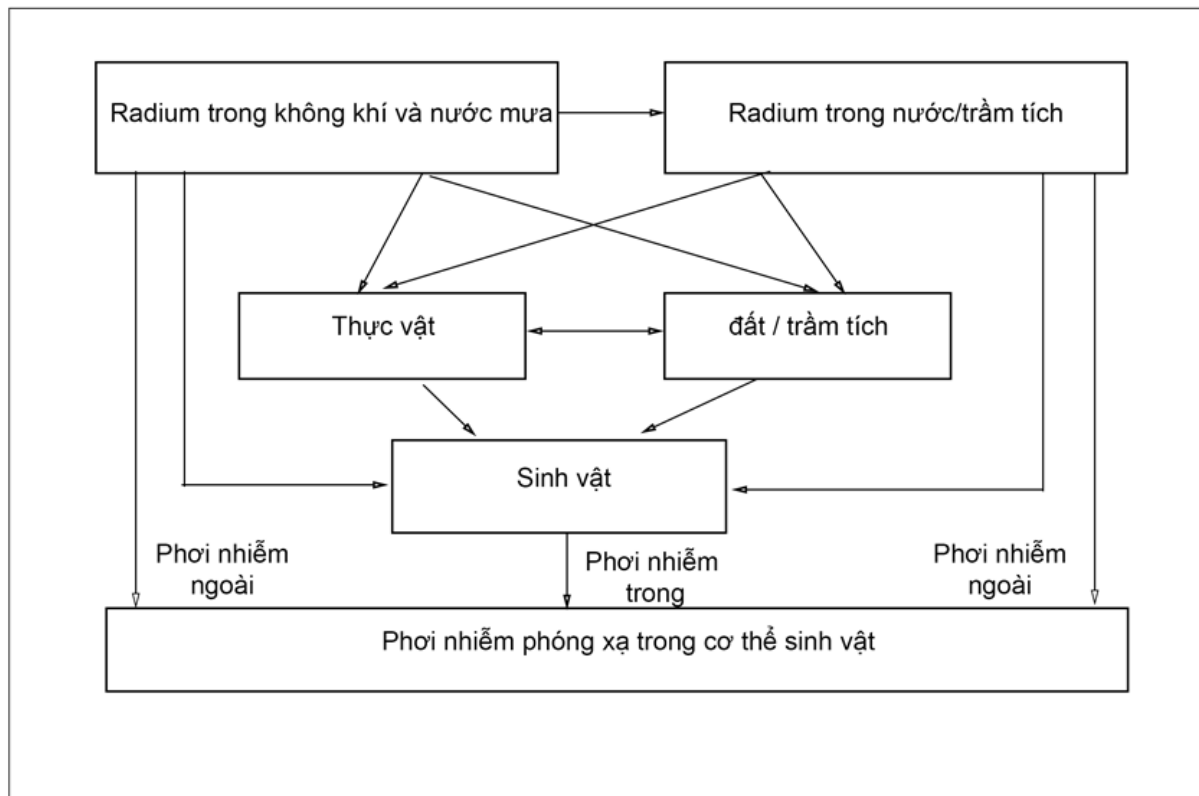 Radium trong không khí và nước mưa
Radium trong nước/trầm tích
Thực vật
đất / trầm tích
Sinh vật
Phơi nhiễm
ngoài
Phơi nhiễm
trong
Phơi nhiễm
ngoài
Phơi nhiễm phóng xạ trong cơ thể sinh vật